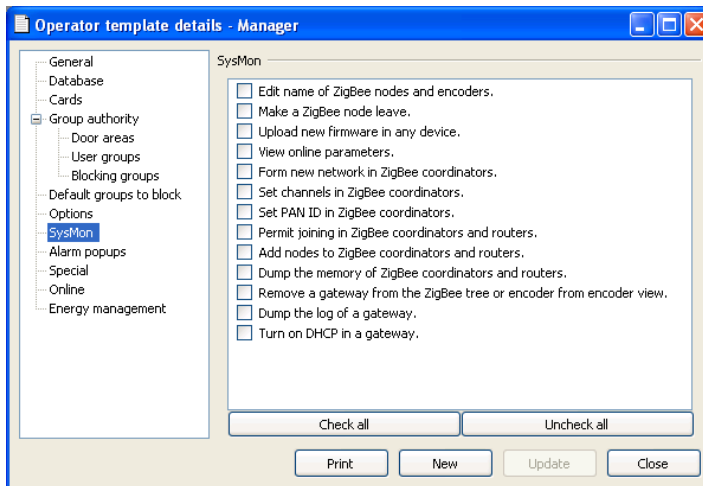 Operator template details - Manager
General
Database
Cards
Group authority
Door areas
User groups
Blocking groups
Default groups to block
Options
SysMon
Alarm popups
Special
Online
Energy management
SysMon
Edit name of ZigBee nodes and encoders.
Make a ZigBee node leave.
Upload new firmware in any device.
View online parameters.
Form new network in ZigBee coordinators.
Set channels in ZigBee coordinators.
Set PAN ID in ZigBee coordinators.
Permit joining in ZigBee coordinators and routers.
Add nodes to ZigBee coordinators and routers.
Dump the memory of ZigBee coordinators and routers.
Remove a gateway from the ZigBee tree or encoder from encoder view.
Dump the log of a gateway.
Turn on DHCP in a gateway.
Check all Uncheck all
Print New Update Close